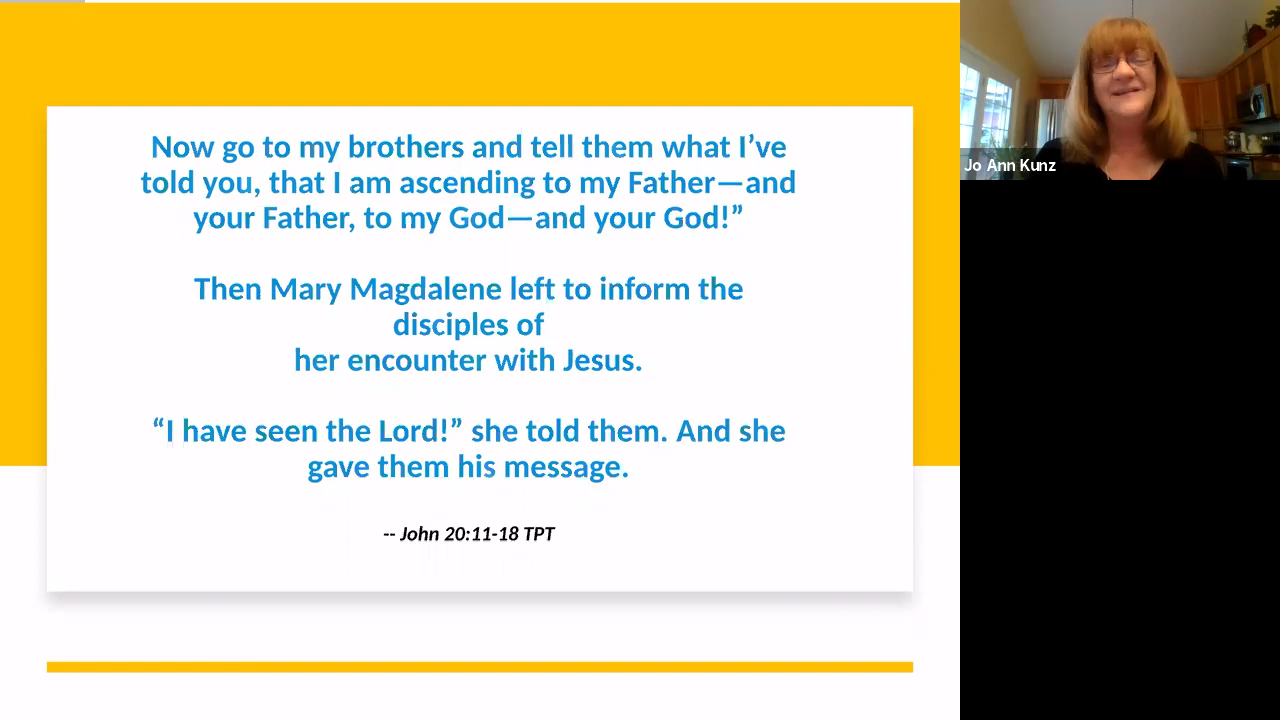 Now go to my brothers and tell them what I’ve
told you, that I am ascending to my Father—and
your Father, to my God—and your God!”
Then Mary Magdalene left to inform the
disciples of
her encounter with Jesus.
“I have seen the Lord!” she told them. And she
gave them his message.
-- John 20:11-18 TPT
Jo Ann Kunz